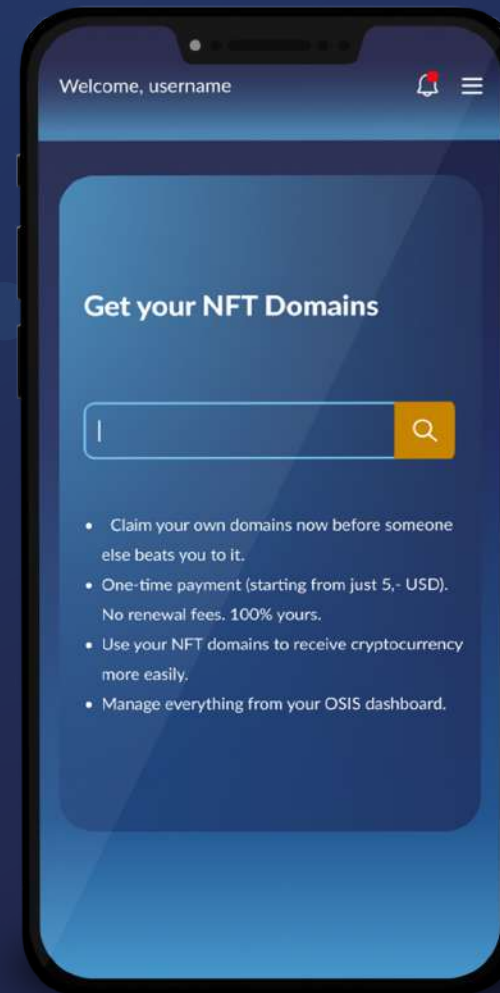 Welcome, username
Get your NFT Domains
• Claim your own domains now before someone
else beats you to it.
• One-time payment (starting from just 5,- USD).
No renewal fees. 100% yours.
• Use your NFT domains to receive cryptocurrency
more easily.
• Manage everything from your OSIS dashboard.